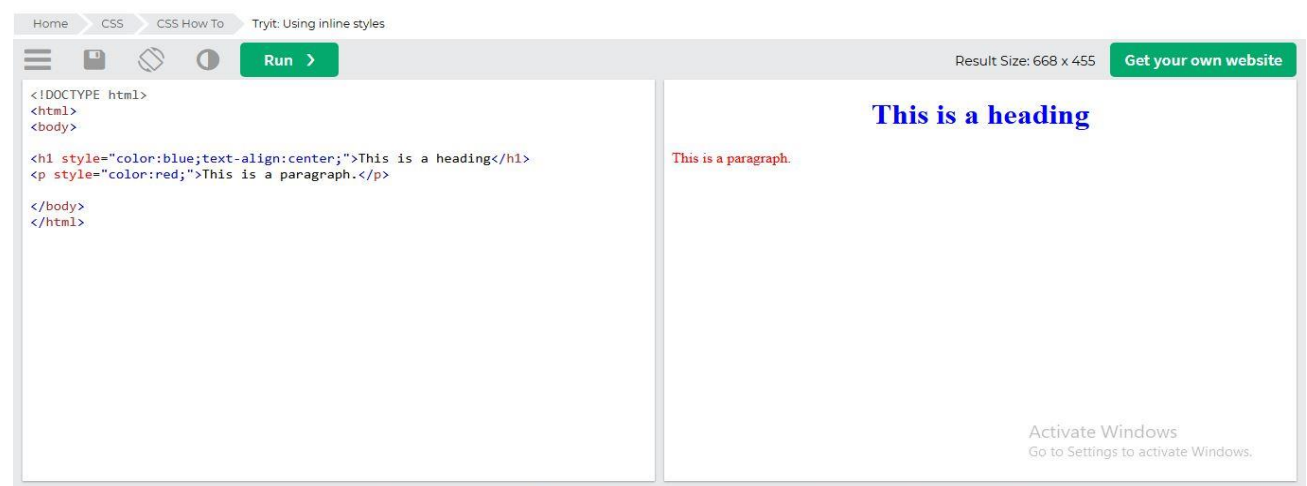 Home CSS CSS How To Tryit: Using inline styles
Run ❯ Result Size: 668 x 455 Get your own website
<!DOCTYPE html>
<html>
<body>
<h1 style="color:blue;text-align:center;">This is a heading</h1>
<p style="color:red;">This is a paragraph.</p>
</body>
</html>
This is a heading
This is a paragraph.
Activate Windows
Go to Settings to activate Windows.